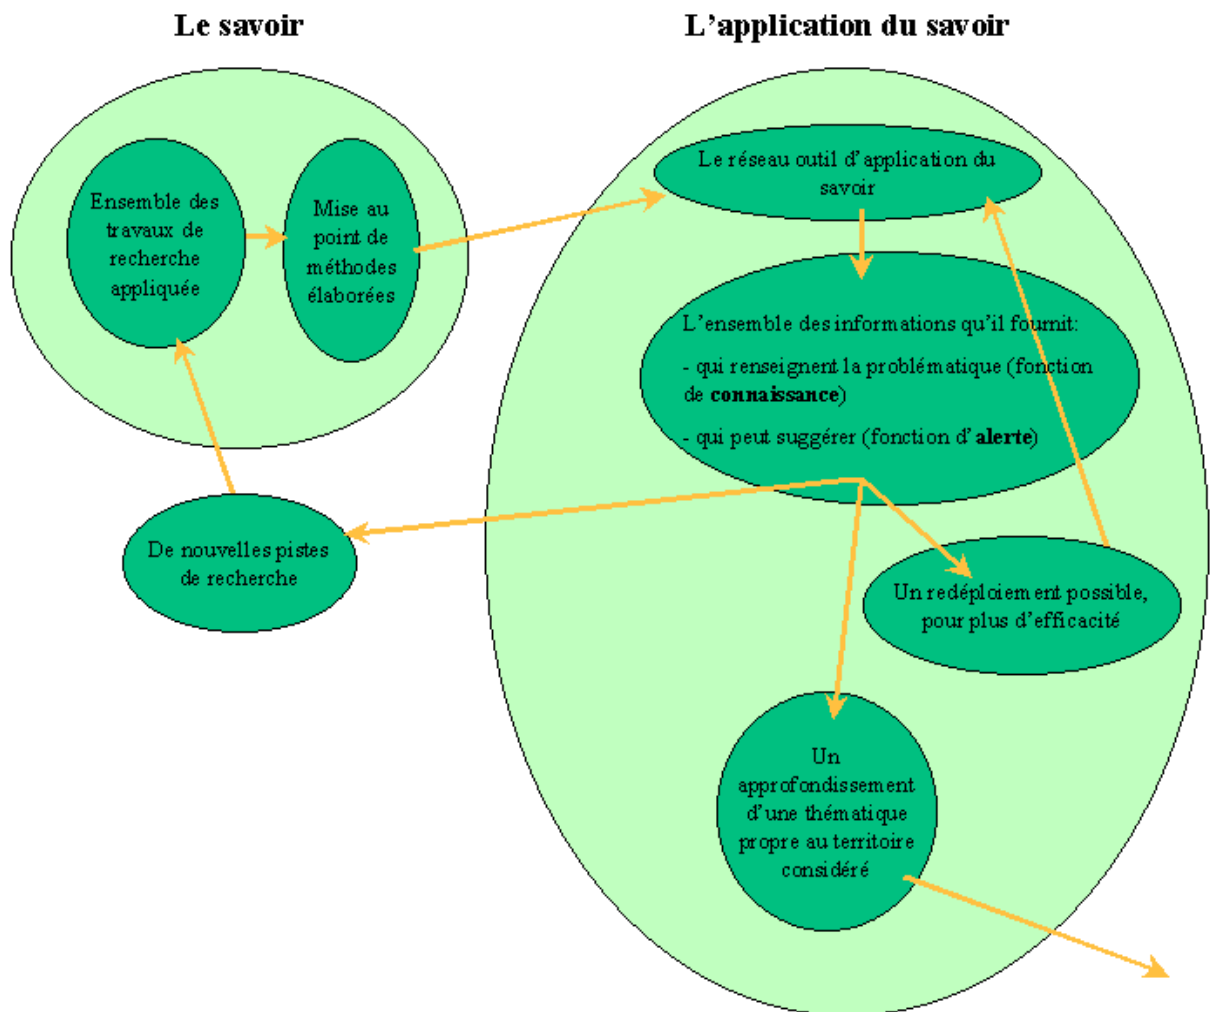 Le savoir
L’application du savoir
Ensemble des
travaux de
recherche
appliquée
Mise au
point de
méthodes
élaborées
Le réseau outil d’application du
savoir
L’ensemble des informations qu’il fournit:
- qui renseignent la problématique (fonction
de connaissance)
- qui peut suggérer (fonction d’alerte)
De nouvelles pistes
de recherche
Un redéploiement possible,
pour plus d’efficacité
Un
approfondissement
d’une thématique
propre au territoire
considéré